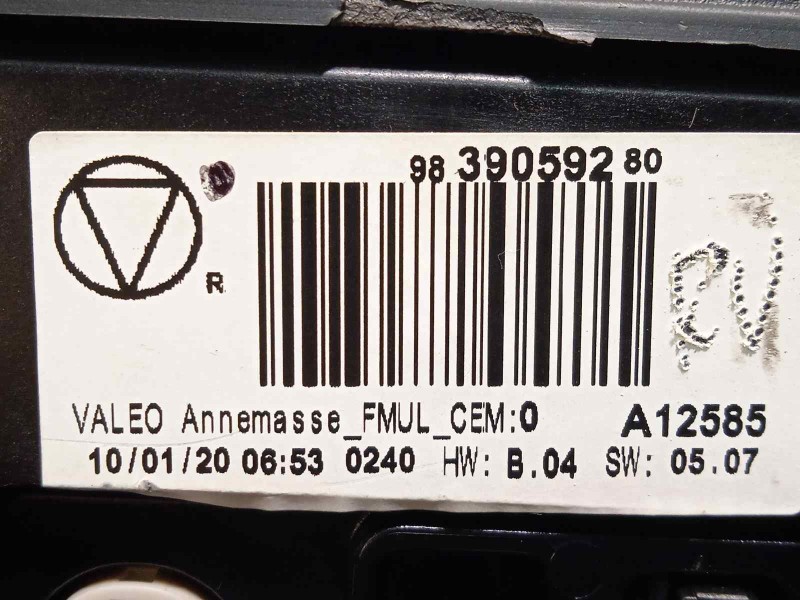 98 390592 80
R
VALEO Annemasse_FMUL_CEM:0 A12585
10/01/20 06:53 0240 HW: B.04 SW: 05.07